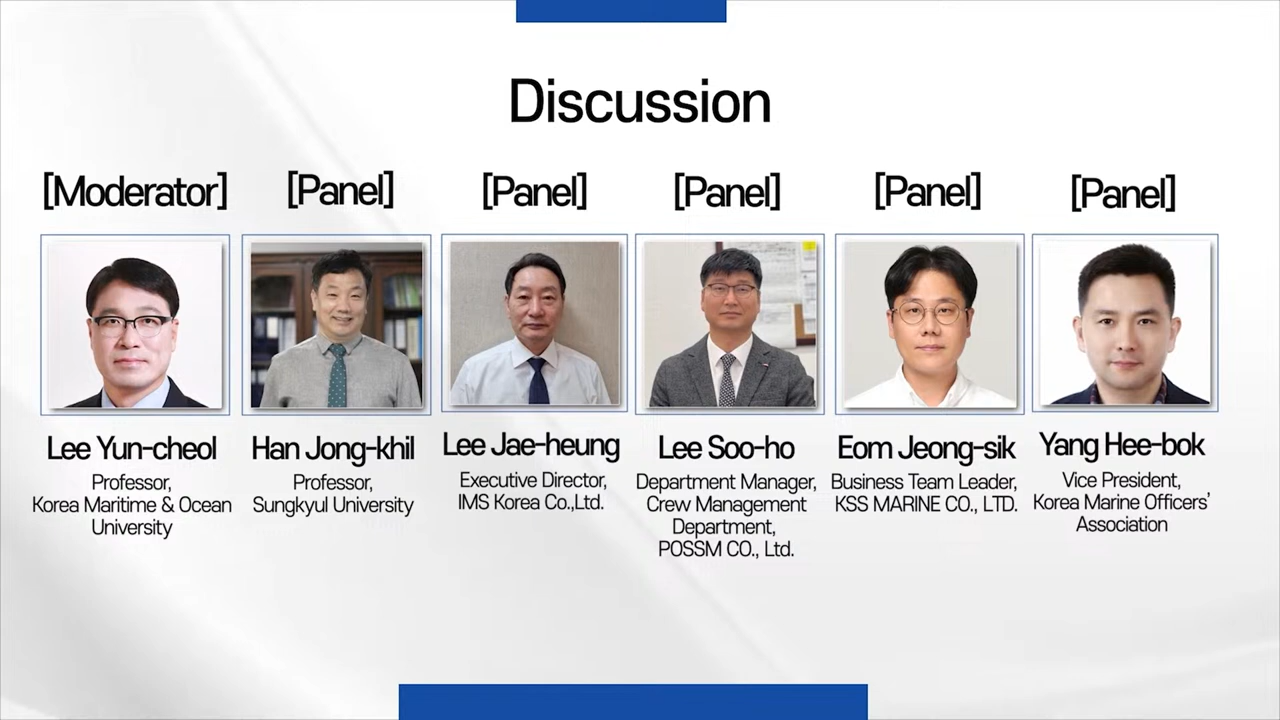 Discussion
[Moderator]
[Panel]
[Panel]
[Panel]
[Panel]
[Panel]
Lee Yun-cheol
Professor,
Korea Maritime & Ocean
University
Han Jong-khil
Professor,
Sungkyul University
Lee Jae-heung
Executive Director,
IMS Korea Co.,Ltd.
Lee Soo-ho
Department Manager,
Crew Management
Department,
POSSM CO., Ltd.
Eom Jeong-sik
Business Team Leader,
KSS MARINE CO., LTD.
Yang Hee-bok
Vice President,
Korea Marine Officers’
Association